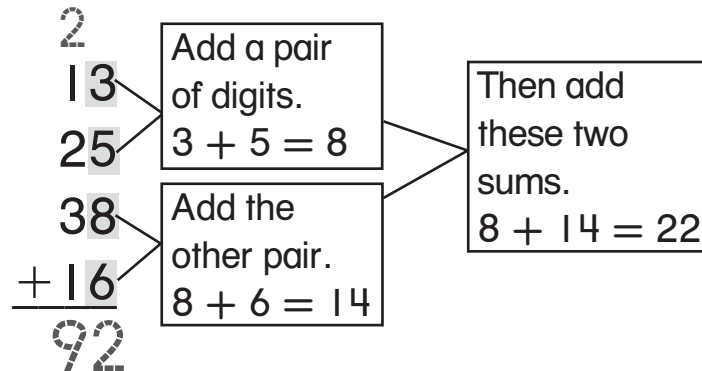 2
13
25
38
+ 16
92
Add a pair
of digits.
3 + 5 = 8
Add the
other pair.
8 + 6 = 14
Then add
these two
sums.
8 + 14 = 22